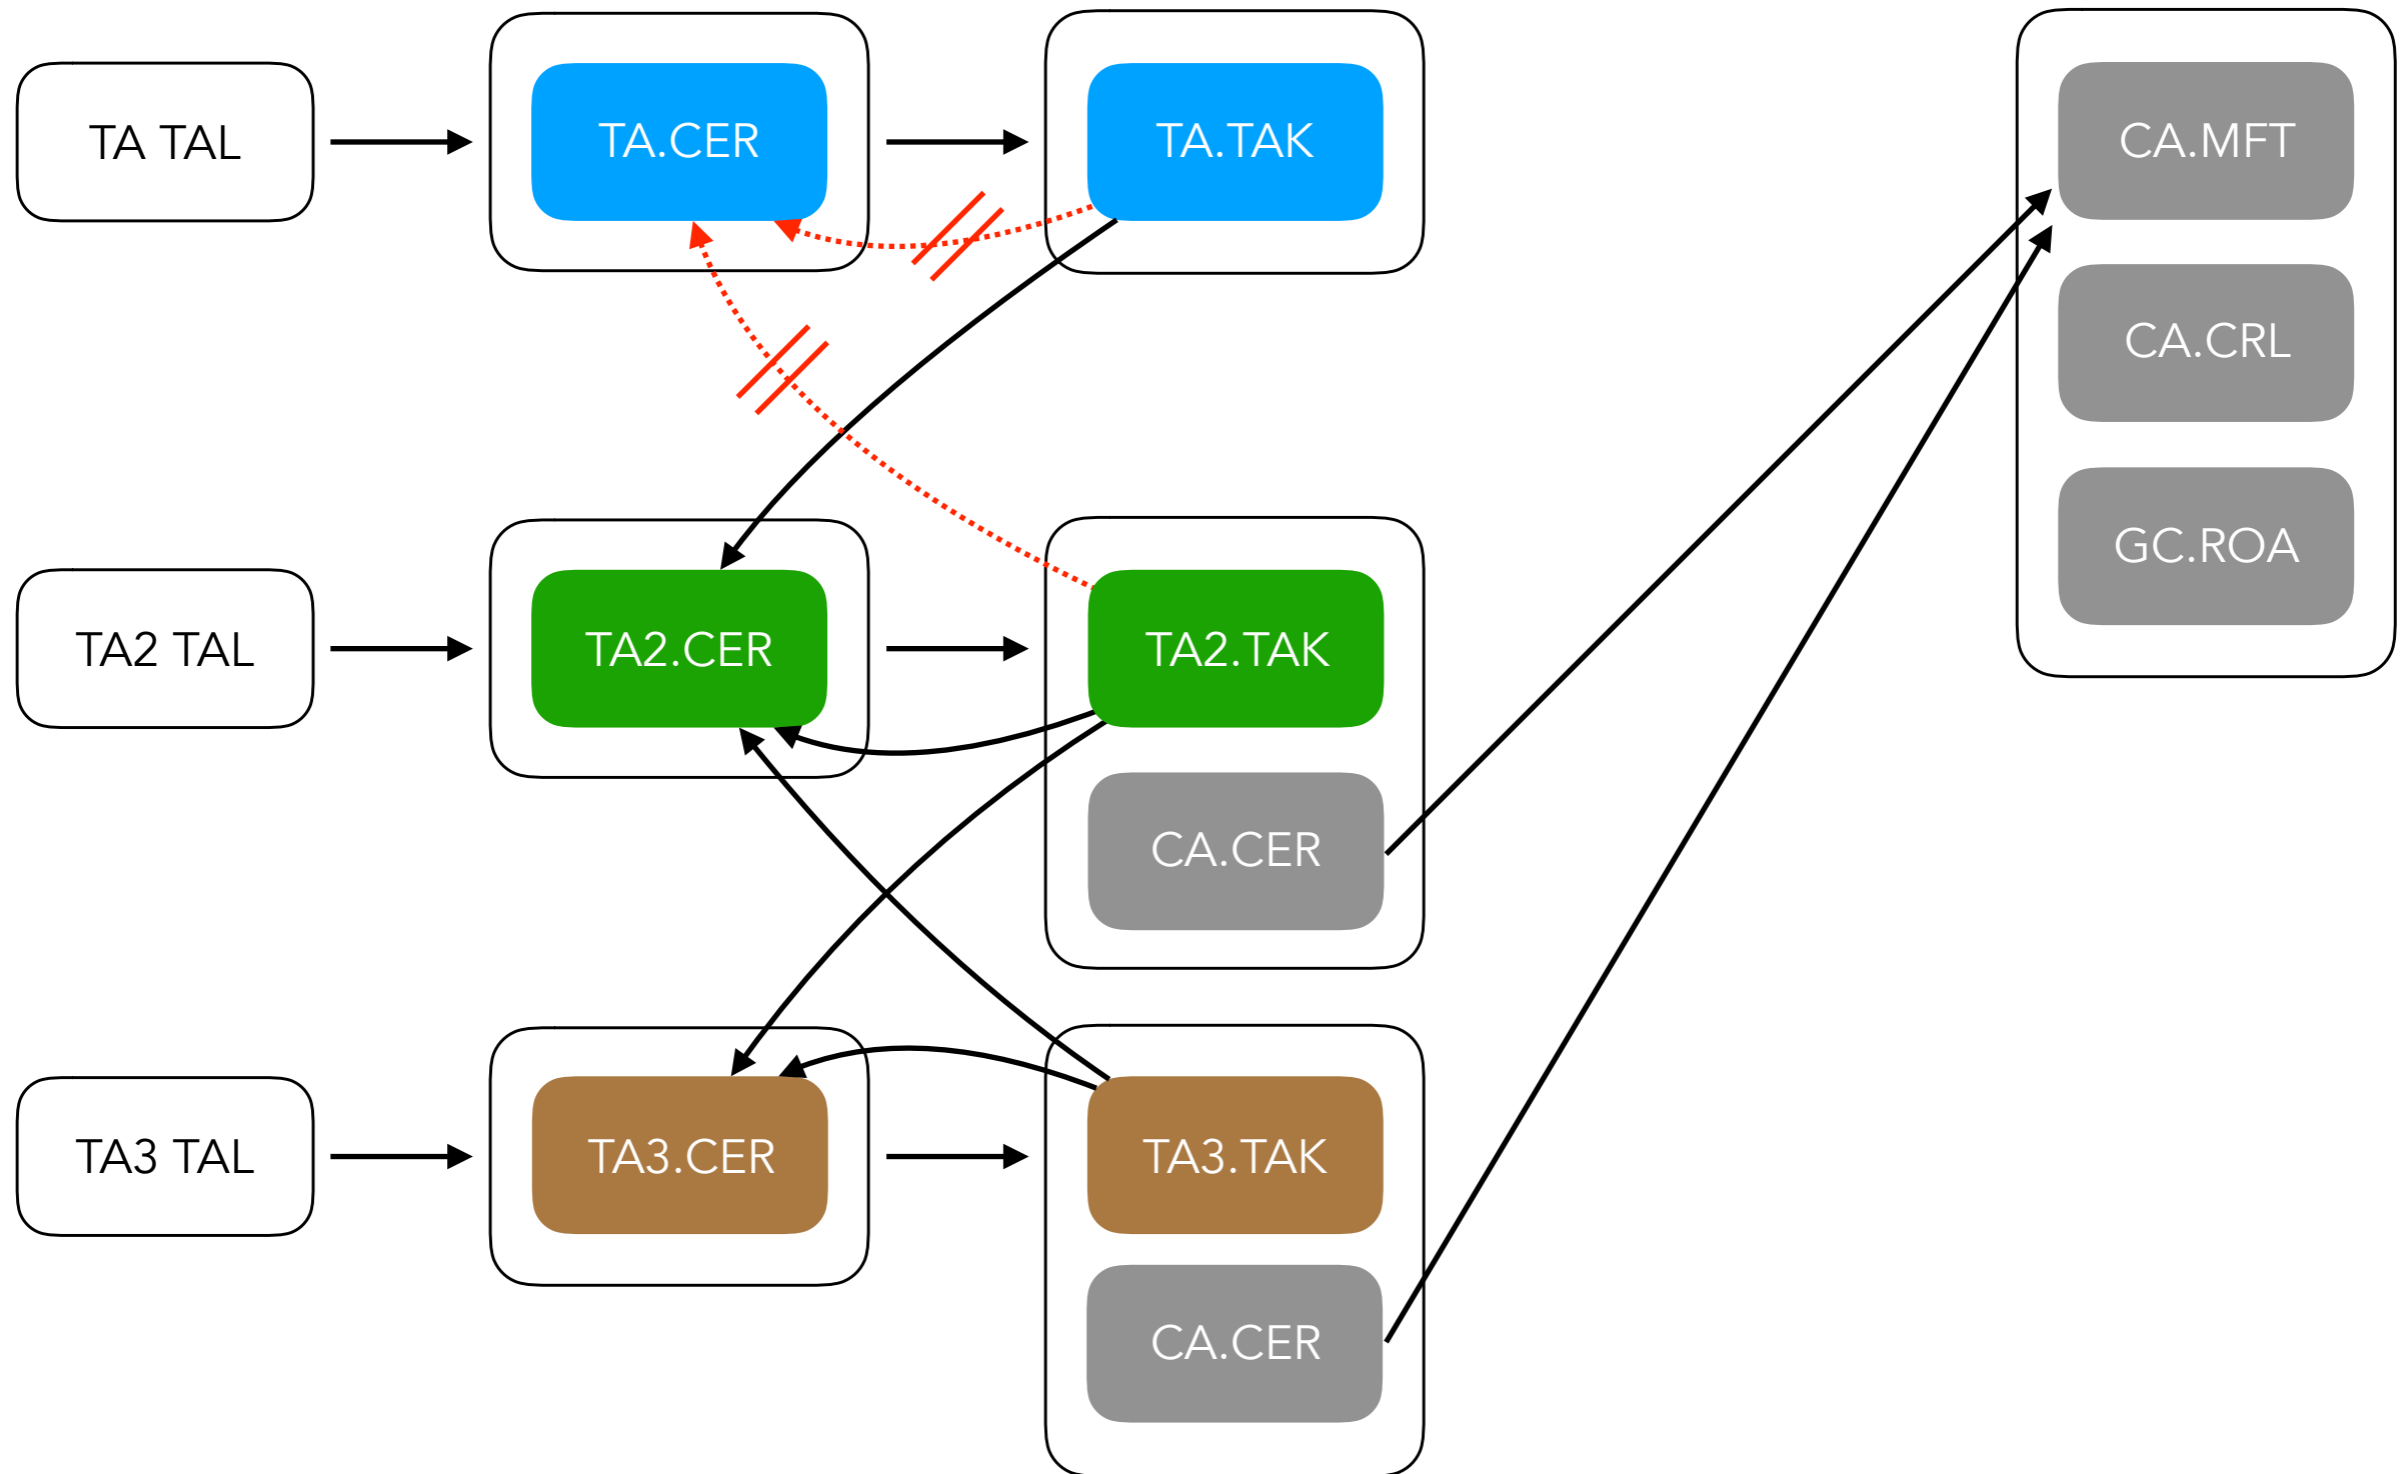 TA TAL
TA.CER
TA.TAK
CA.MFT
CA.CRL
GC.ROA
TA2 TAL
TA2.CER
TA2.TAK
CA.CER
TA3 TAL
TA3.CER
TA3.TAK
CA.CER